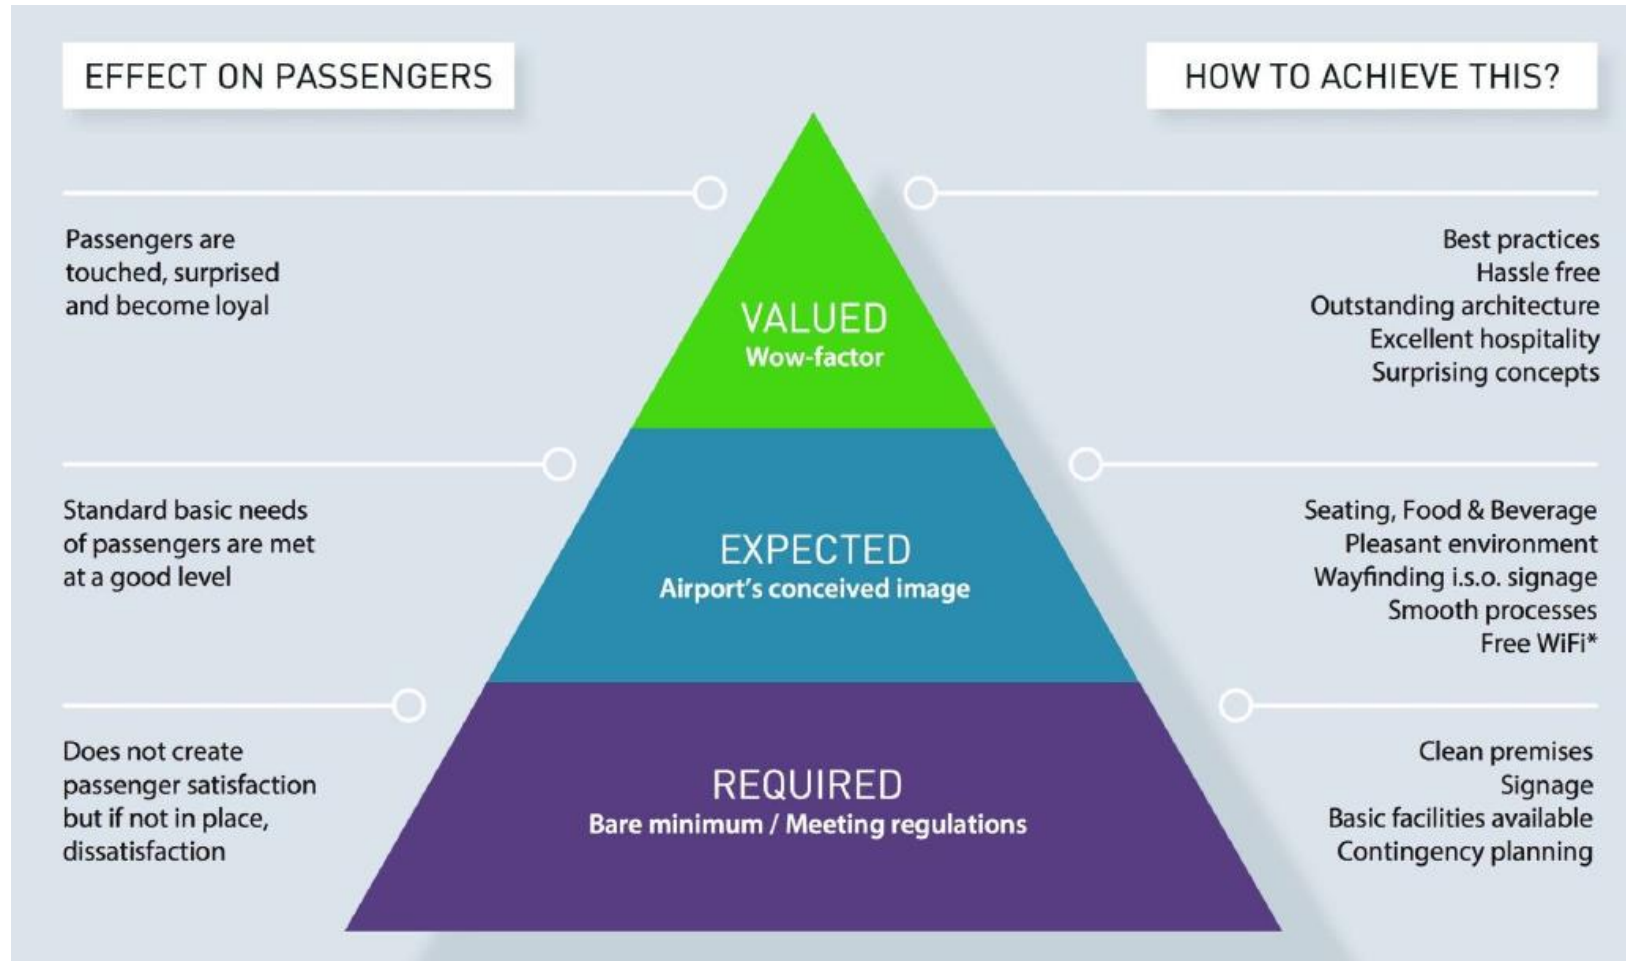 EFFECT ON PASSENGERS
HOW TO ACHIEVE THIS?
Passengers are
touched, surprised
and become loyal
VALUED
Wow-factor
Best practices
Hassle free
Outstanding architecture
Excellent hospitality
Surprising concepts
Standard basic needs
of passengers are met
at a good level
EXPECTED
Airport's conceived image
Seating, Food & Beverage
Pleasant environment
Wayfinding i.s.o. signage
Smooth processes
Free WiFi*
Does not create
passenger satisfaction
but if not in place,
dissatisfaction
REQUIRED
Bare minimum / Meeting regulations
Clean premises
Signage
Basic facilities available
Contingency planning